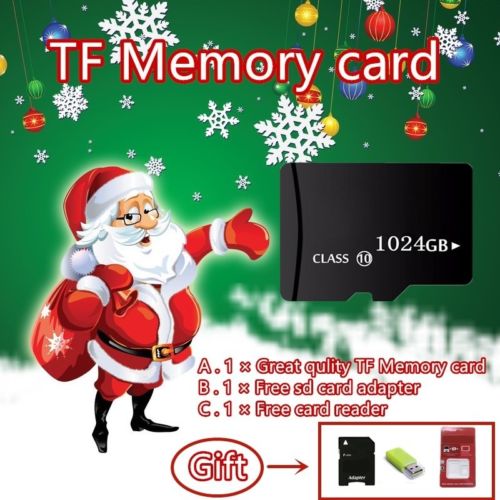 TF Memory card
1024GB
CLASS 10
A . 1 × Great qulity TF Memory card
B . 1 × Free sd card adapter
C . 1 × Free card reader
Gift
Adapter